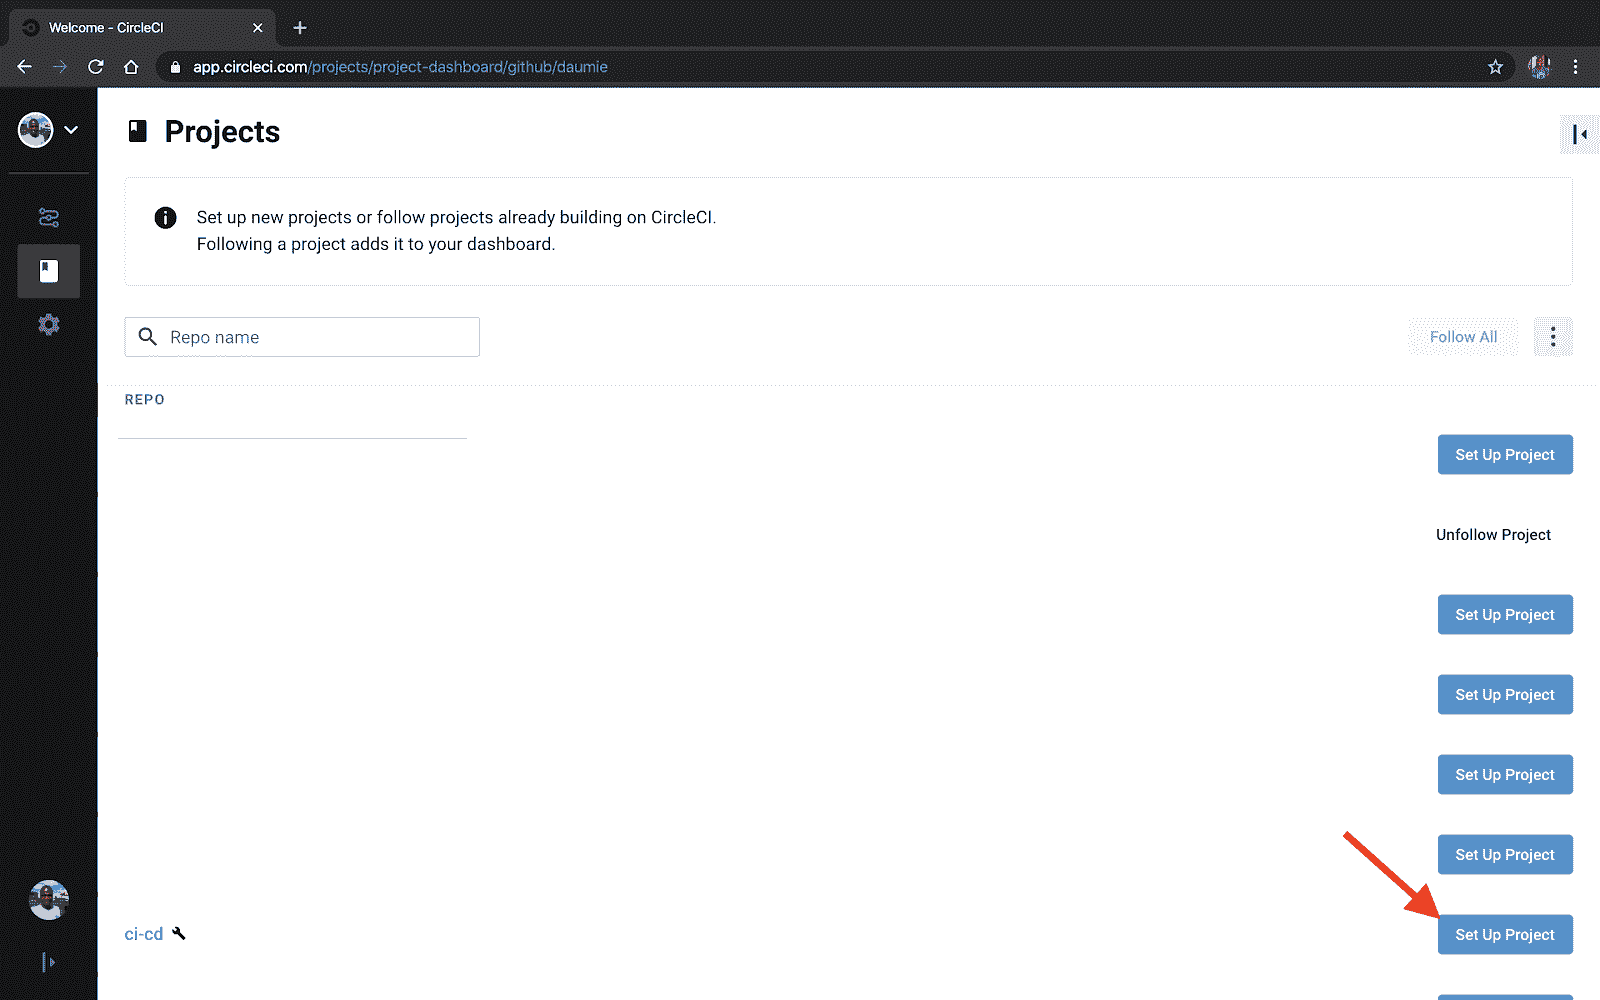 Welcome - CircleCI
app.circleci.com/projects/project-dashboard/github/daumie
Projects
Set up new projects or follow projects already building on CircleCI.
Following a project adds it to your dashboard.
Repo name
Follow All
REPO
Set Up Project
Unfollow Project
Set Up Project
Set Up Project
Set Up Project
Set Up Project
ci-cd
Set Up Project